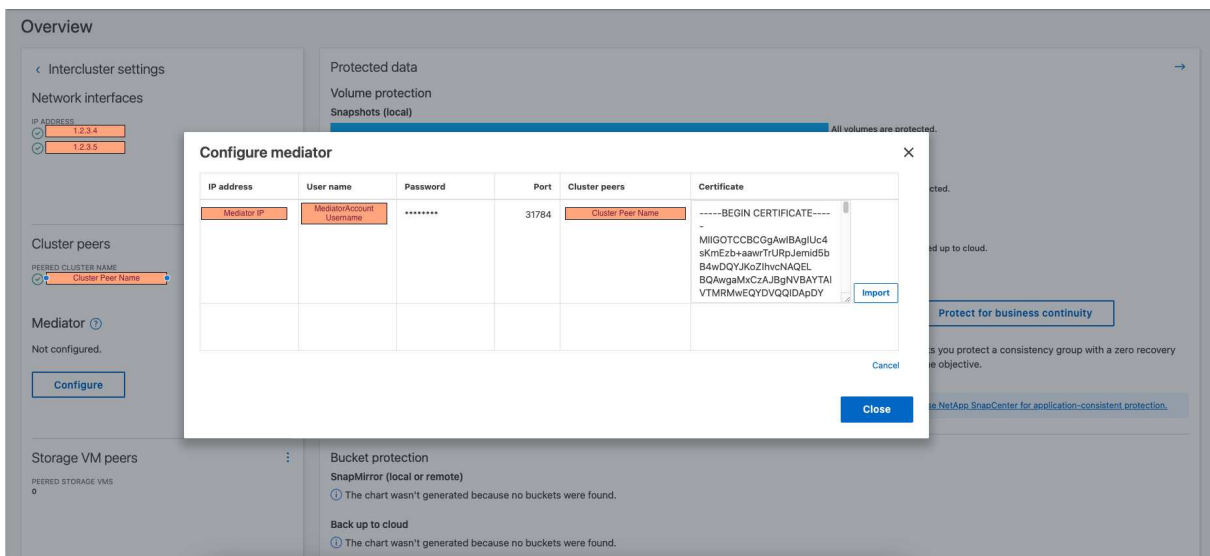 Overview
< Intercluster settings
Network interfaces
IP ADDRESS
1.2.3.4
1.2.3.5
Cluster peers
PEERED CLUSTER NAME
Cluster Peer Name
Mediator ?
Not configured.
Configure
Storage VM peers
PEERED STORAGE VMS
0
Protected data →
Volume protection
Snapshots (local)
All volumes are protected.
cted.
ed up to cloud.
Protect for business continuity
s you protect a consistency group with a zero recovery
e objective.
se NetApp SnapCenter for application-consistent protection.
Configure mediator
IP address User name Password Port Cluster peers Certificate
Mediator IP
MediatorAccount
Username
•••••••• 31784
Cluster Peer Name
-----BEGIN CERTIFICATE----
-
MIIGOTCCBCGgAwIBAgIUc4
sKmEzb+aawrTrURpJemid5b
B4wDQYJKoZIhvcNAQEL
BQAwgaMxCzAJBgNVBAYTAl
VTMRMwEQYDVQQIDApDY
Import
Cancel
Close
Bucket protection
SnapMirror (local or remote)
The chart wasn't generated because no buckets were found.
Back up to cloud
The chart wasn't generated because no buckets were found.